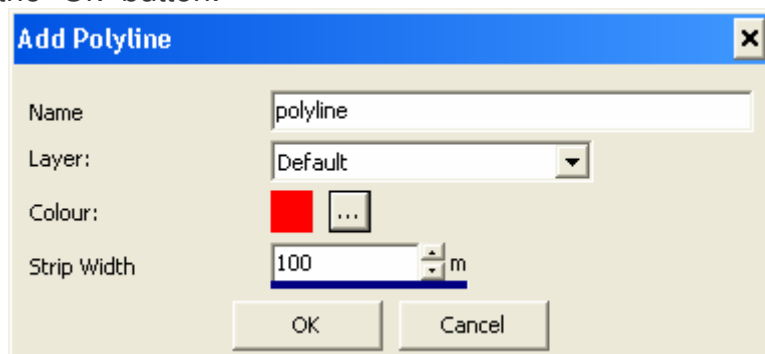 the "OK" button.
Add Polyline
Name polyline
Layer: Default
Colour: ...
Strip Width 100 m
OK Cancel